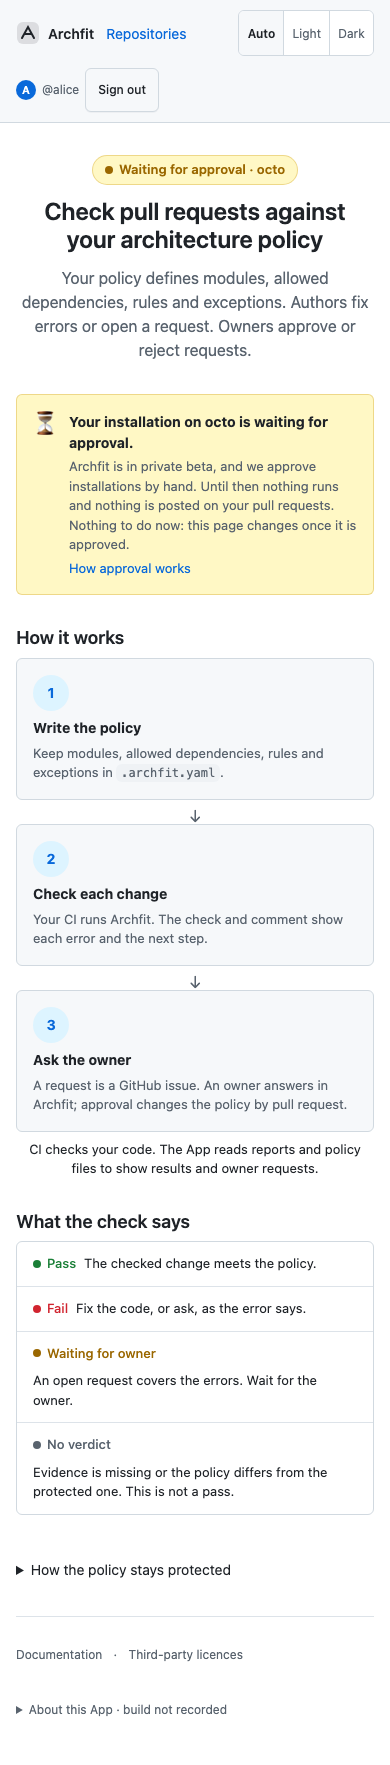 Archfit Repositories Auto Light Dark
A @alice Sign out
Waiting for approval · octo
Check pull requests against
your architecture policy
Your policy defines modules, allowed
dependencies, rules and exceptions. Authors fix
errors or open a request. Owners approve or
reject requests.
Your installation on octo is waiting for
approval.
Archfit is in private beta, and we approve
installations by hand. Until then nothing runs
and nothing is posted on your pull requests.
Nothing to do now: this page changes once it is
approved.
How approval works
How it works
1
Write the policy
Keep modules, allowed dependencies, rules and
exceptions in .archfit.yaml.
↓
2
Check each change
Your CI runs Archfit. The check and comment show
each error and the next step.
↓
3
Ask the owner
A request is a GitHub issue. An owner answers in
Archfit; approval changes the policy by pull request.
CI checks your code. The App reads reports and policy
files to show results and owner requests.
What the check says
Pass The checked change meets the policy.
Fail Fix the code, or ask, as the error says.
Waiting for owner
An open request covers the errors. Wait for the
owner.
No verdict
Evidence is missing or the policy differs from the
protected one. This is not a pass.
How the policy stays protected
Documentation · Third-party licences
About this App · build not recorded